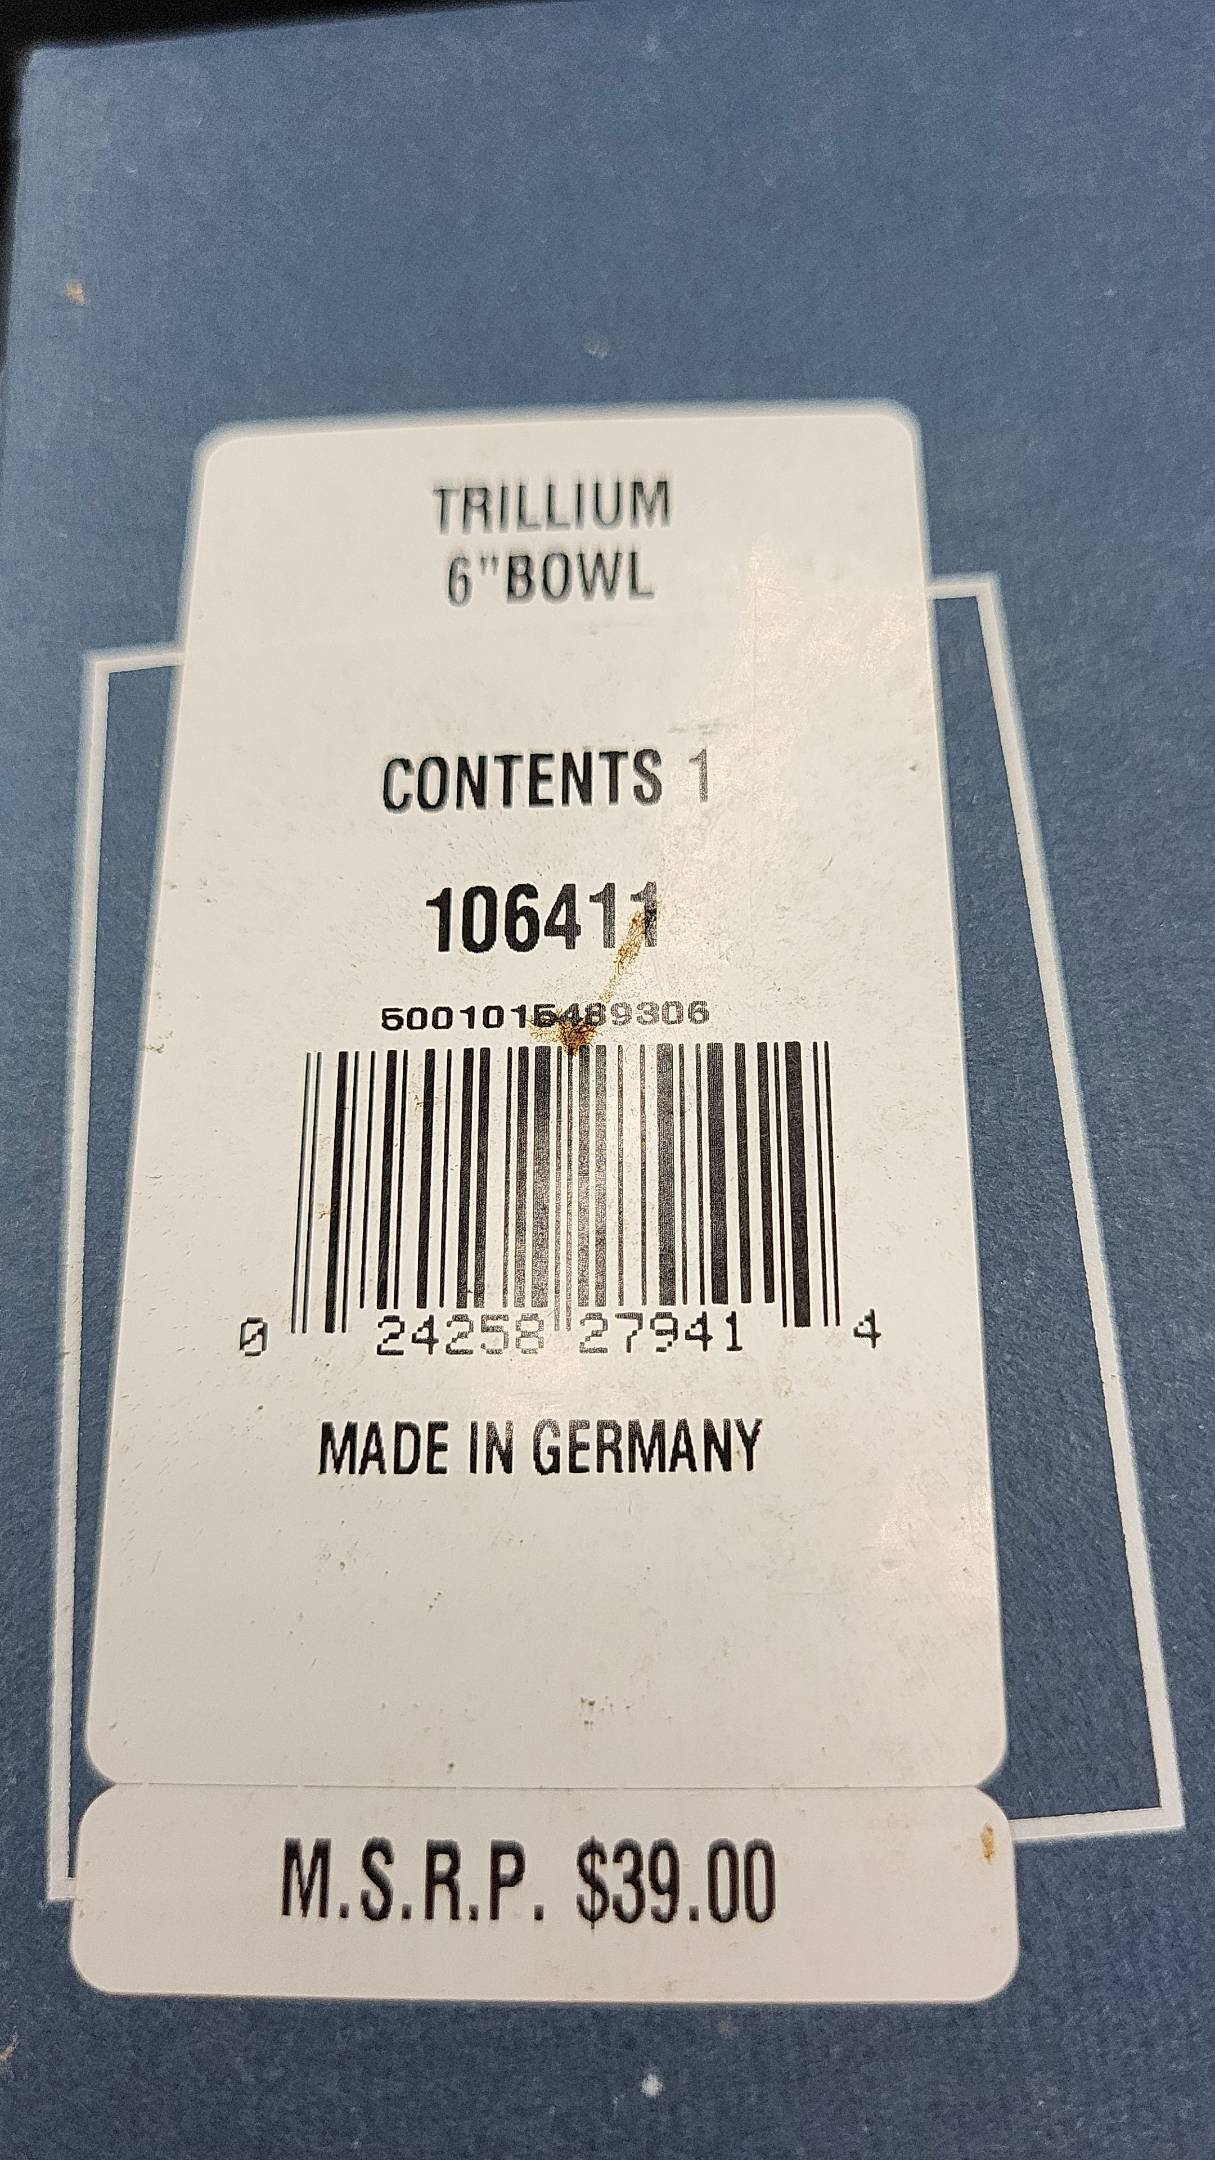 TRILLIUM
6"BOWL
CONTENTS 1
106411
5001015489306
0 24258 27941 4
MADE IN GERMANY
M.S.R.P. $39.00